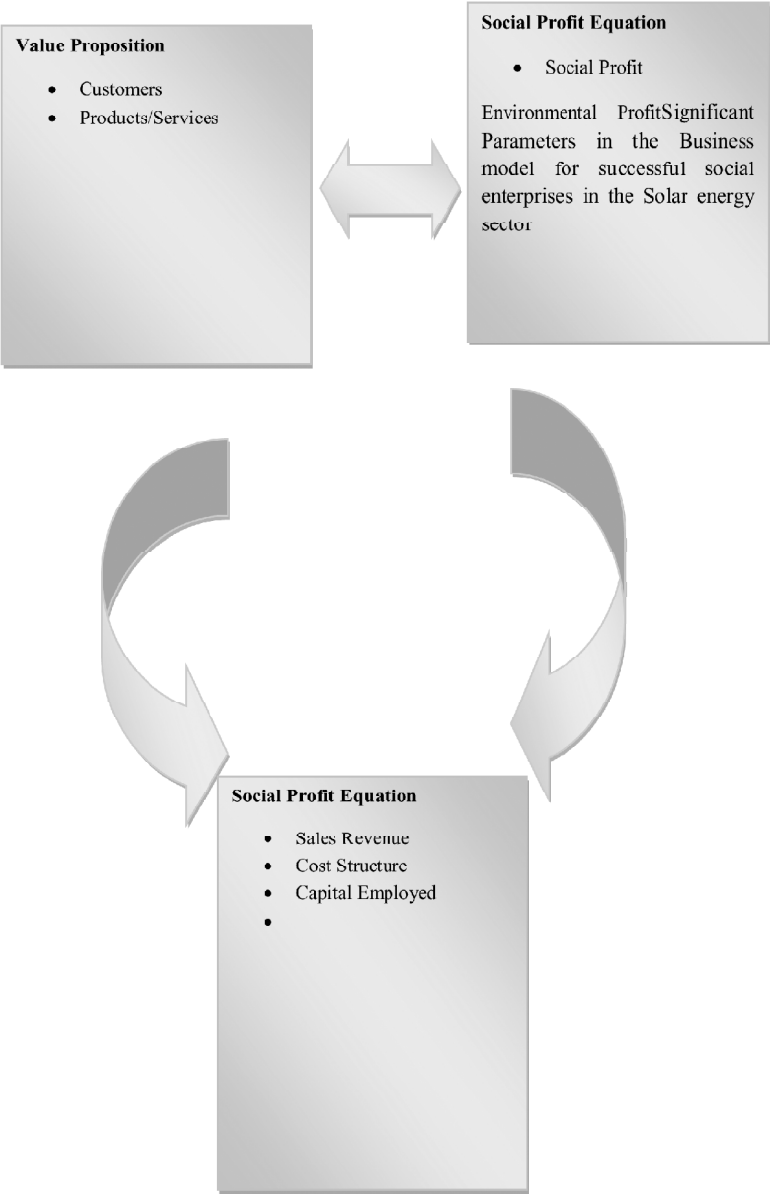 Value Proposition
• Customers
• Products/Services
Social Profit Equation
• Social Profit
Environmental ProfitSignificant
Parameters in the Business
model for successful social
enterprises in the Solar energy
sector
Social Profit Equation
• Sales Revenue
• Cost Structure
• Capital Employed
•